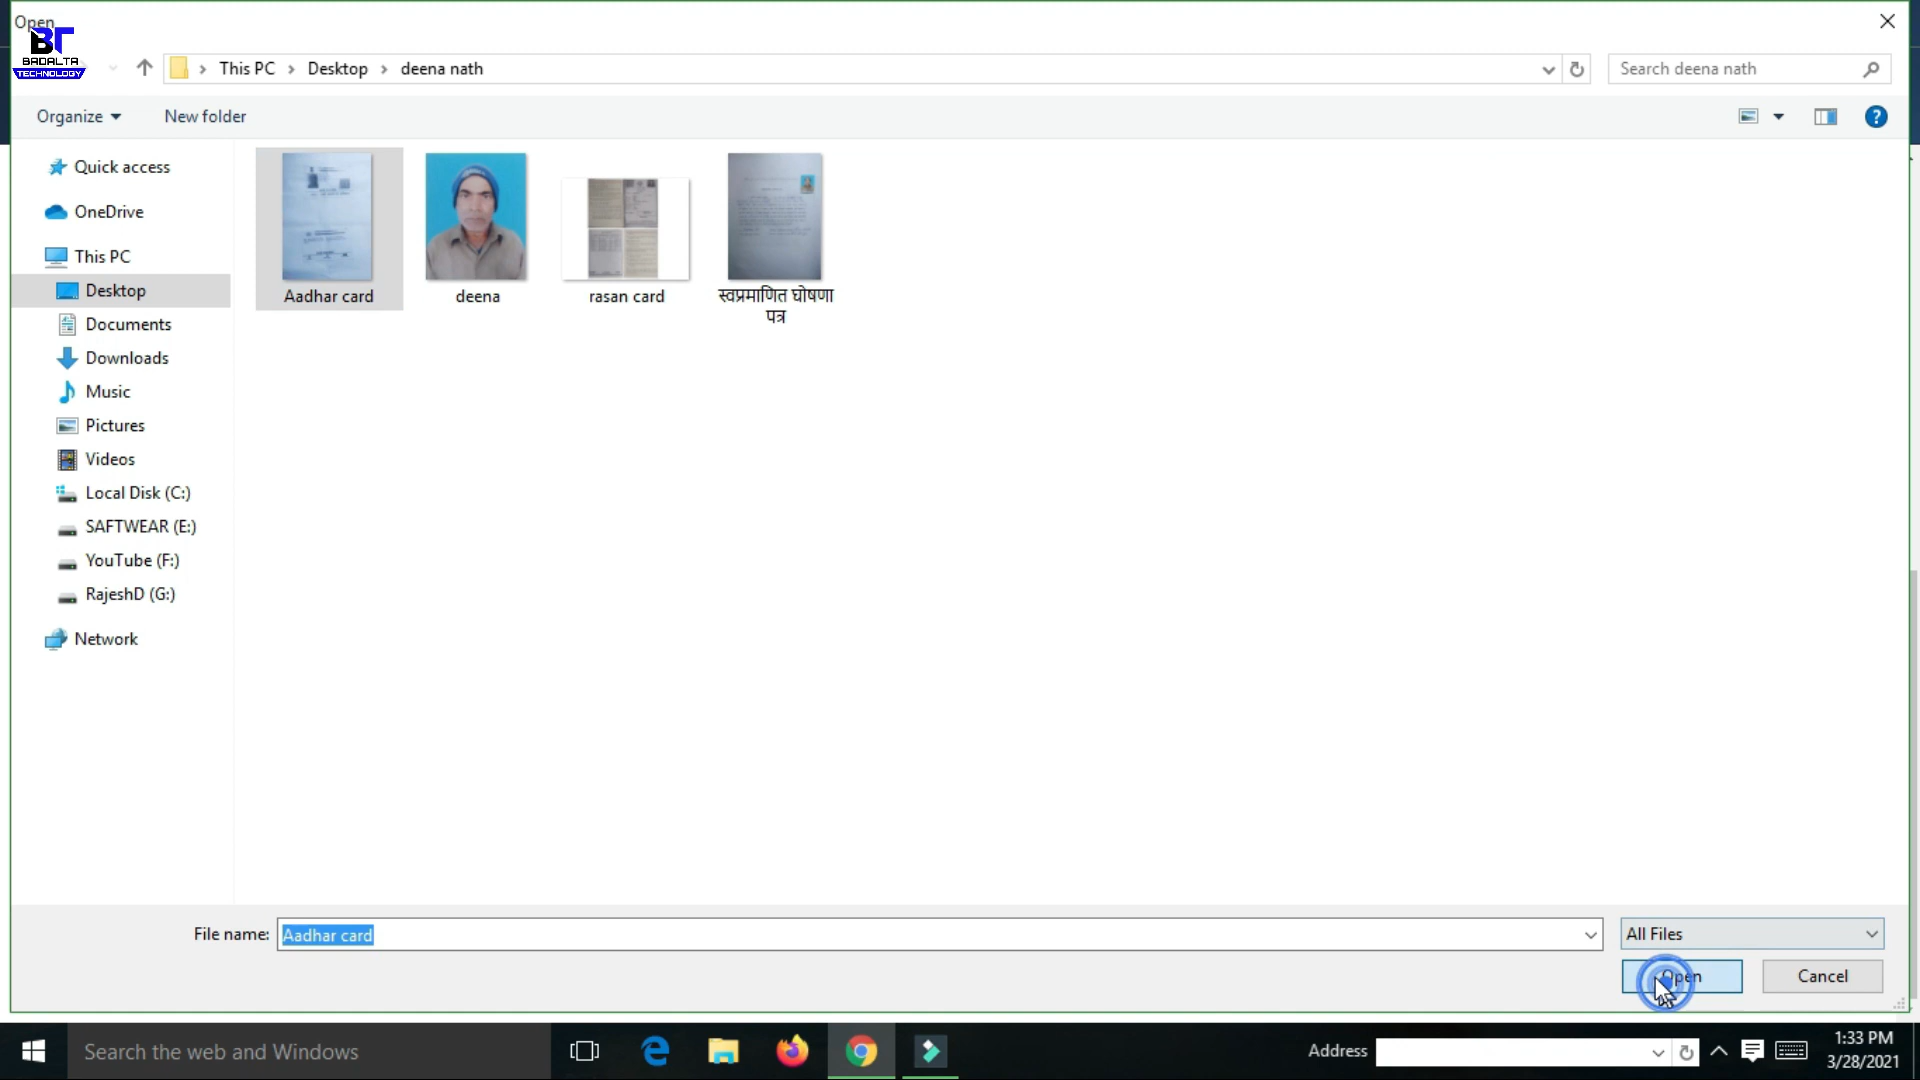 Open
BT
BADALTA
TECHNOLOGY
This PC > Desktop > deena nath
Search deena nath
Organize
New folder
Quick access
OneDrive
This PC
Desktop
Documents
Downloads
Music
Pictures
Videos
Local Disk (C:)
SAFTWEAR (E:)
YouTube (F:)
RajeshD (G:)
Network
Aadhar card
deena
rasan card
स्वप्रमाणित घोषणा
पत्र
File name: Aadhar card
All Files
Open
Cancel
Search the web and Windows
Address
1:33 PM
3/28/2021